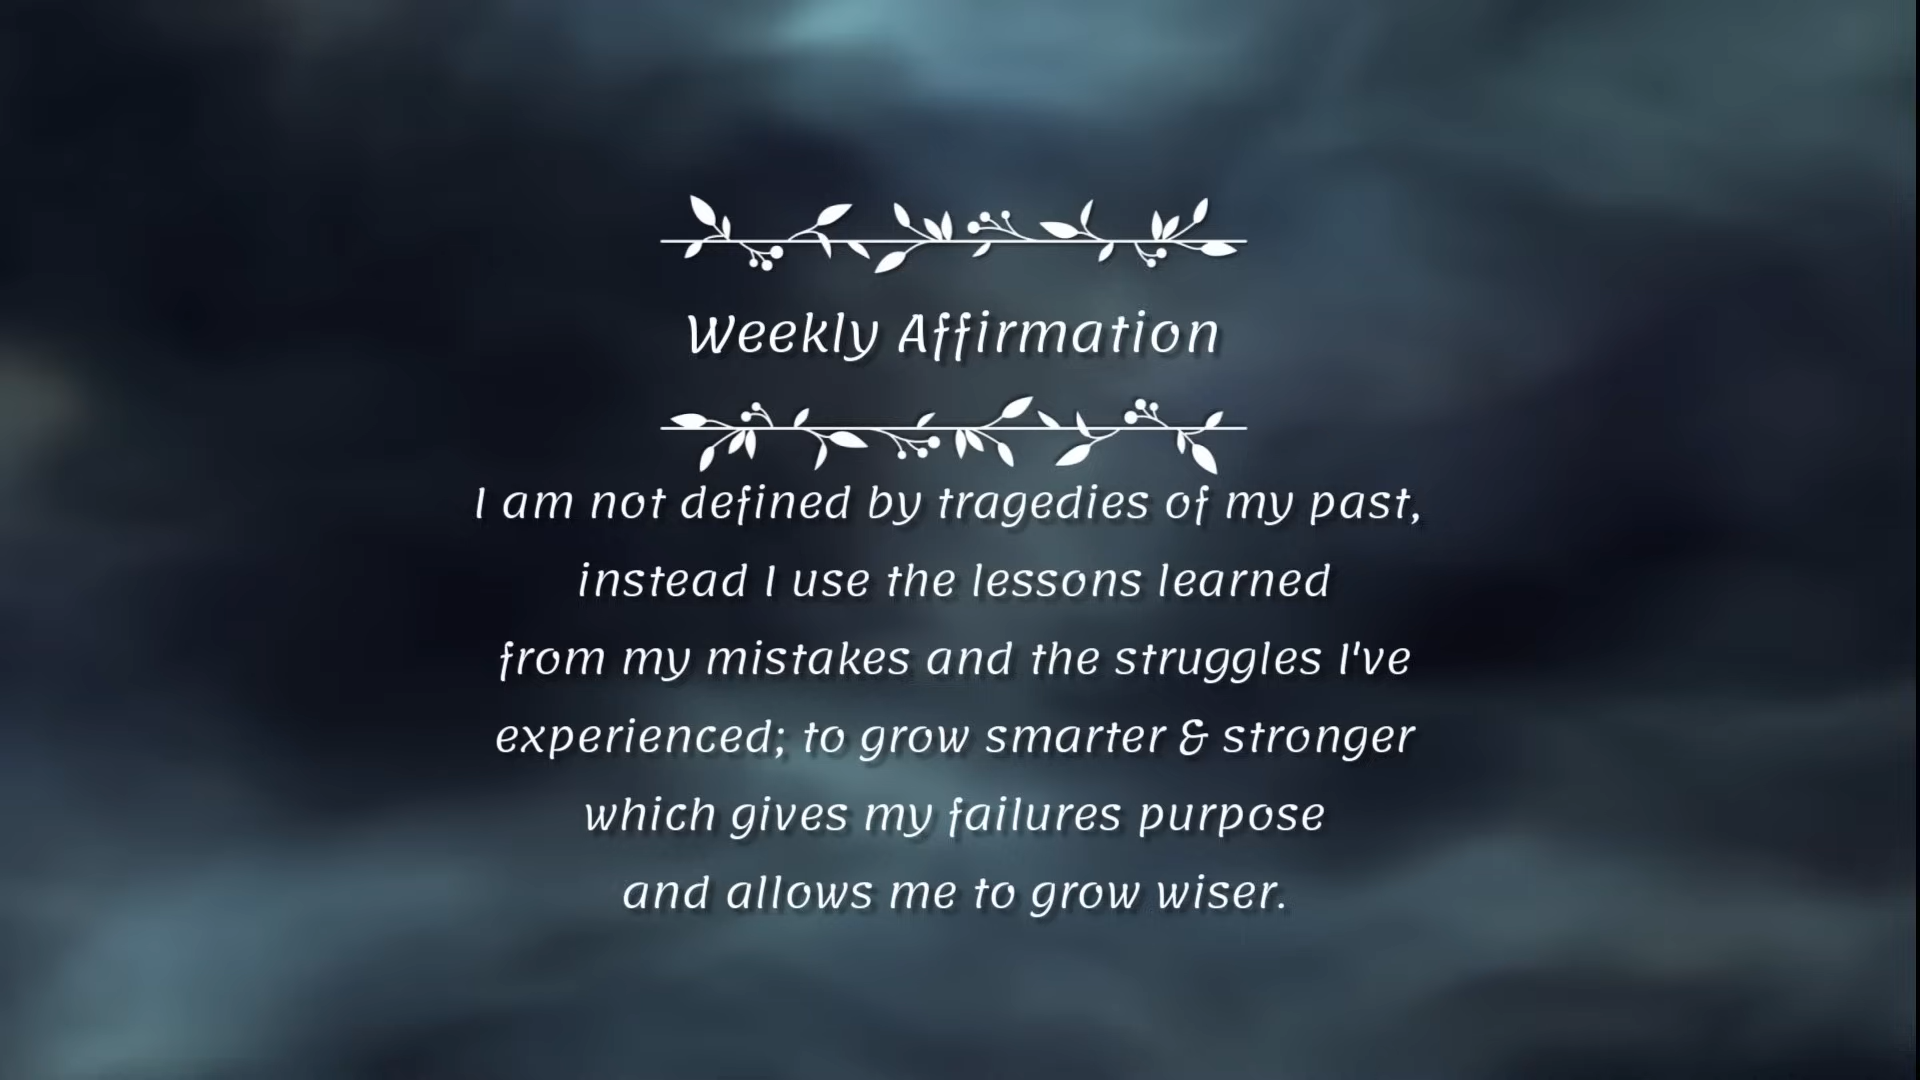 Weekly Affirmation
I am not defined by tragedies of my past,
instead I use the lessons learned
from my mistakes and the struggles I've
experienced; to grow smarter & stronger
which gives my failures purpose
and allows me to grow wiser.